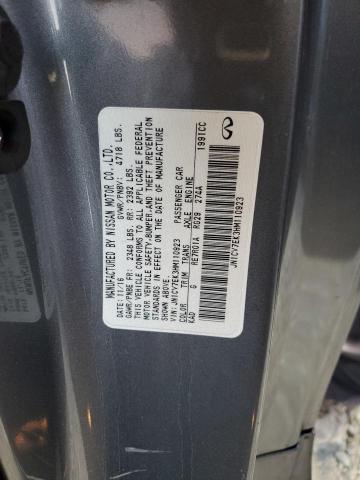 MANUFACTURED BY NISSAN MOTOR CO.,LTD.
11/16 GVWR/PNBV: 4718 LBS.
GAWR/PNBE FR: 2348 LBS. RR: 2392 LBS.
THIS VEHICLE CONFORMS TO ALL APPLICABLE FEDERAL
MOTOR VEHICLE SAFETY,BUMPER,AND THEFT PREVENTION
STANDARDS IN EFFECT ON THE DATE OF MANUFACTURE
SHOWN ABOVE.
VIN:JN1CV7EK3HM110923 PASSENGER CAR
COLOR TRIM TRANS AXLE ENGINE
KAD G RE7R01A RG29 274A
1991CC
JN1CV7EK3HM110923